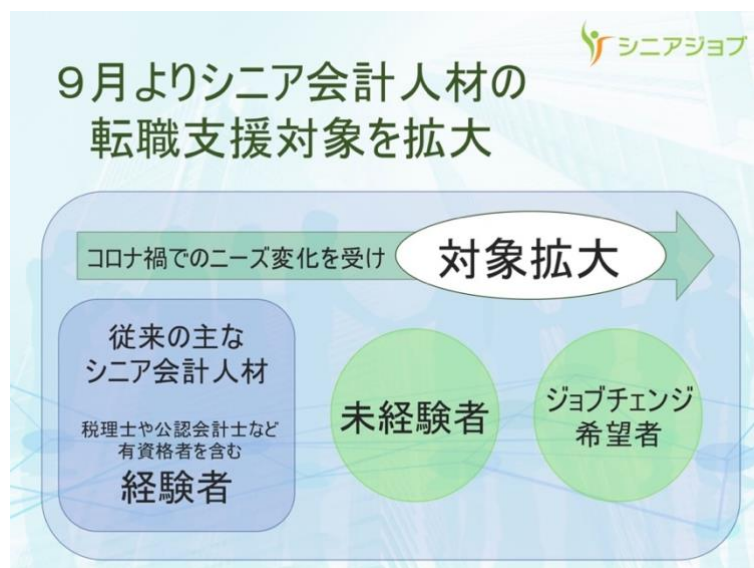 シニアジョブ
９月よりシニア会計人材の
転職支援対象を拡大
コロナ禍でのニーズ変化を受け
対象拡大
従来の主な
シニア会計人材
税理士や公認会計士など
有資格者を含む
経験者
未経験者
ジョブチェンジ
希望者